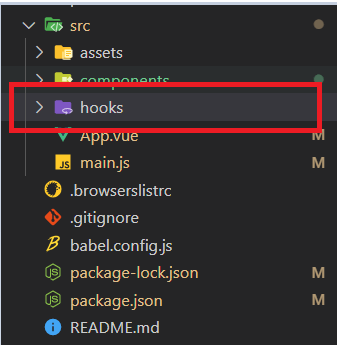 src
assets
components
hooks
App.vue
M
main.js
M
.browserslistrc
.gitignore
babel.config.js
package-lock.json
M
package.json
M
README.md